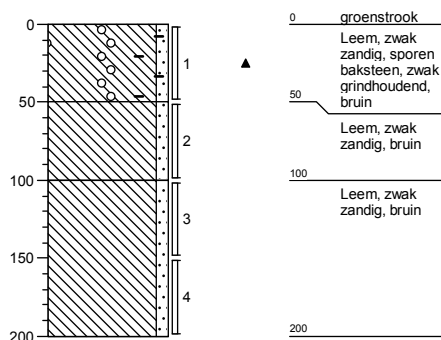 0
50
100
150
200
1
2
3
4
0
groenstrook
Leem, zwak
zandig, sporen
baksteen, zwak
grindhoudend,
bruin
50
Leem, zwak
zandig, bruin
100
Leem, zwak
zandig, bruin
200